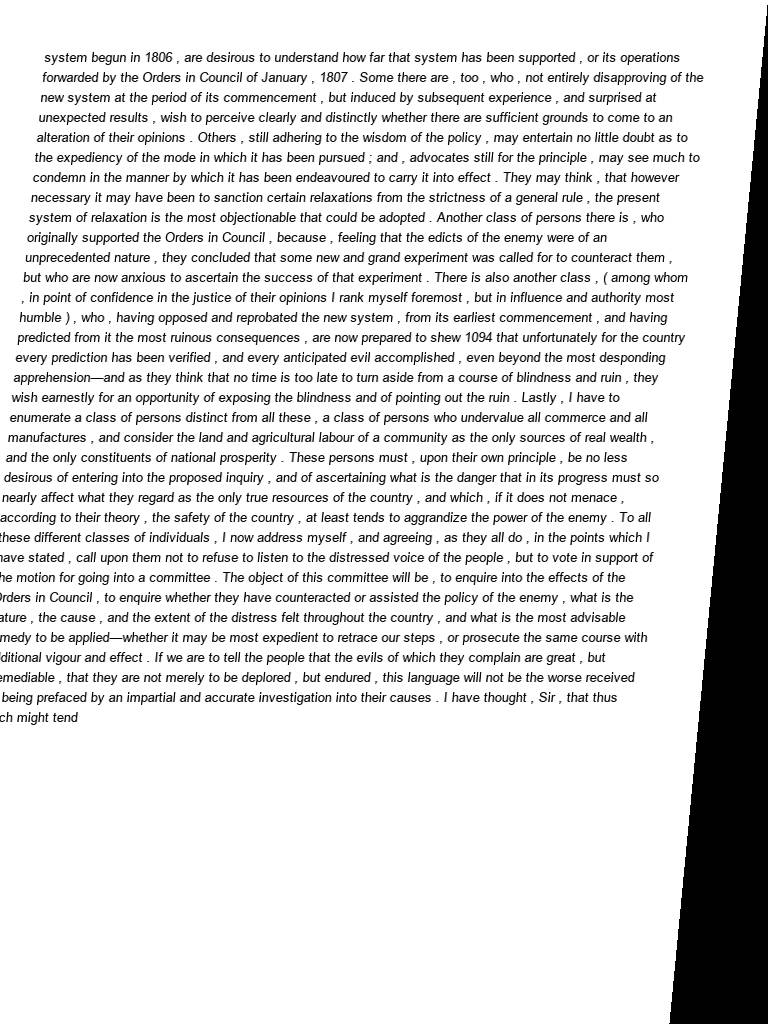 system begun in 1806 , are desirous to understand how far that system has been supported , or its operations
forwarded by the Orders in Council of January , 1807 . Some there are , too , who , not entirely disapproving of the
new system at the period of its commencement , but induced by subsequent experience , and surprised at
unexpected results , wish to perceive clearly and distinctly whether there are sufficient grounds to come to an
alteration of their opinions . Others , still adhering to the wisdom of the policy , may entertain no little doubt as to
the expediency of the mode in which it has been pursued ; and , advocates still for the principle , may see much to
condemn in the manner by which it has been endeavoured to carry it into effect . They may think , that however
necessary it may have been to sanction certain relaxations from the strictness of a general rule , the present
system of relaxation is the most objectionable that could be adopted . Another class of persons there is , who
originally supported the Orders in Council , because , feeling that the edicts of the enemy were of an
unprecedented nature , they concluded that some new and grand experiment was called for to counteract them ,
but who are now anxious to ascertain the success of that experiment . There is also another class , ( among whom
, in point of confidence in the justice of their opinions I rank myself foremost , but in influence and authority most
humble ) , who , having opposed and reprobated the new system , from its earliest commencement , and having
predicted from it the most ruinous consequences , are now prepared to shew 1094 that unfortunately for the country
every prediction has been verified , and every anticipated evil accomplished , even beyond the most desponding
apprehension—and as they think that no time is too late to turn aside from a course of blindness and ruin , they
wish earnestly for an opportunity of exposing the blindness and of pointing out the ruin . Lastly , I have to
enumerate a class of persons distinct from all these , a class of persons who undervalue all commerce and all
manufactures , and consider the land and agricultural labour of a community as the only sources of real wealth ,
and the only constituents of national prosperity . These persons must , upon their own principle , be no less
desirous of entering into the proposed inquiry , and of ascertaining what is the danger that in its progress must so
nearly affect what they regard as the only true resources of the country , and which , if it does not menace ,
according to their theory , the safety of the country , at least tends to aggrandize the power of the enemy . To all
these different classes of individuals , I now address myself , and agreeing , as they all do , in the points which I
have stated , call upon them not to refuse to listen to the distressed voice of the people , but to vote in support of
he motion for going into a committee . The object of this committee will be , to enquire into the effects of the
Orders in Council , to enquire whether they have counteracted or assisted the policy of the enemy , what is the
ature , the cause , and the extent of the distress felt throughout the country , and what is the most advisable
medy to be applied—whether it may be most expedient to retrace our steps , or prosecute the same course with
ditional vigour and effect . If we are to tell the people that the evils of which they complain are great , but
emediable , that they are not merely to be deplored , but endured , this language will not be the worse received
being prefaced by an impartial and accurate investigation into their causes . I have thought , Sir , that thus
ch might tend